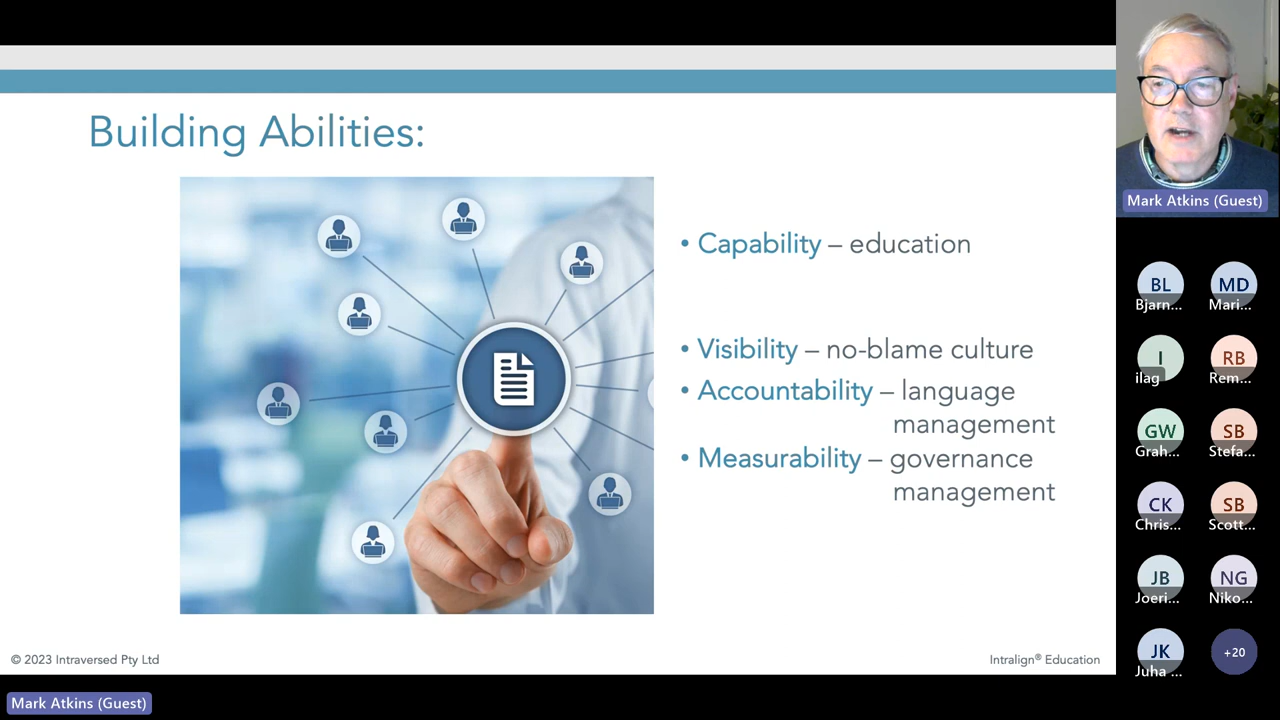 Building Abilities:
• Capability – education
• Visibility – no-blame culture
• Accountability – language
management
• Measurability – governance
management
© 2023 Intraversed Pty Ltd
Intralign® Education
Mark Atkins (Guest)
Mark Atkins (Guest)
BL
MD
Bjarn...
Mari...
I
RB
ilag
Rem...
GW
SB
Grah...
Stefa...
CK
SB
Chris...
Scott...
JB
NG
Joeri...
Niko...
JK
+20
Juha ...